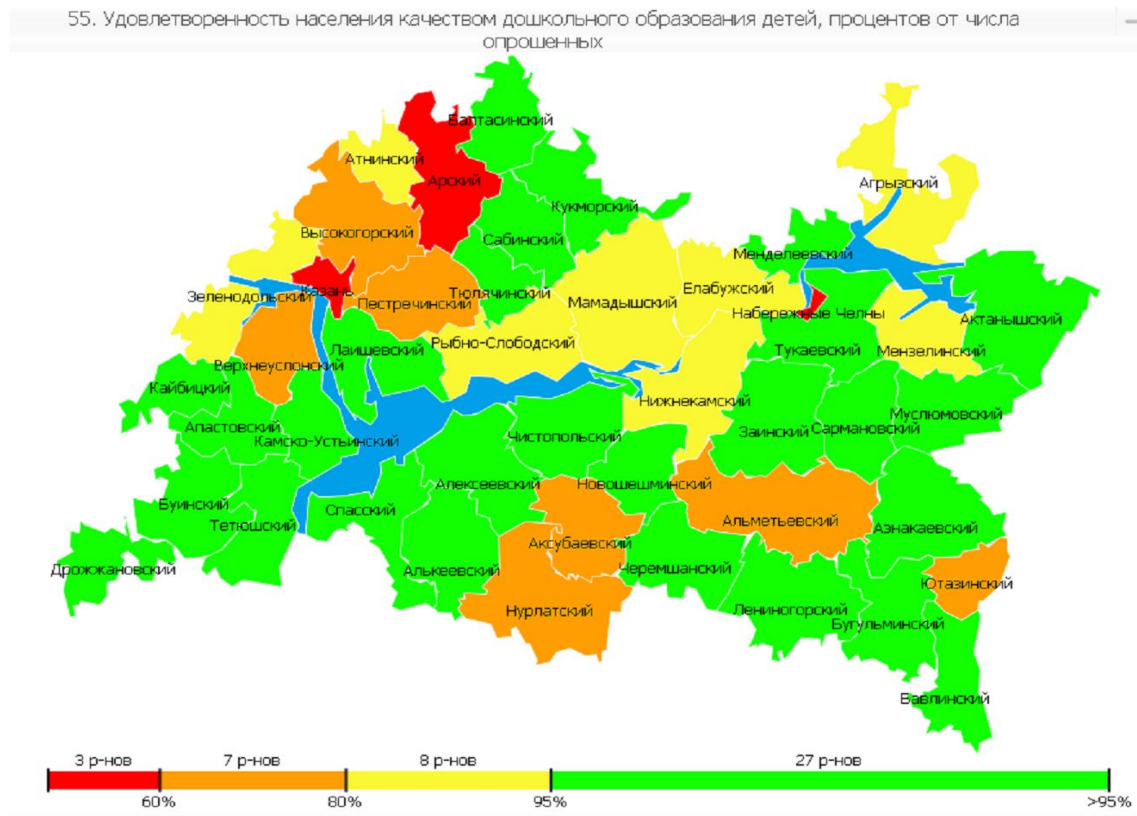 55. Удовлетворенность населения качеством дошкольного образования детей, процентов от числа
опрошенных
Балтасинский
Атнинский
Арский
Агрызский
Кукморский
Высокогорский
Сабинский
Менделеевский
Казань
Зеленодольский
Пестречинский
Тюлячинский
Мамадышский
Елабужский
Набережные Челны
Актанышский
Рыбно-Слободский
Лаишевский
Тукаевский
Мензелинский
Верхнеуслонский
Кайбицкий
Нижнекамский
Муслюмовский
Апастовский
Заинский
Сармановский
Камско-Устьинский
Чистопольский
Алексеевский
Новошешминский
Буинский
Спасский
Тетюшский
Альметьевский
Азнакаевский
Аксубаевский
Дрожжановский
Алькеевский
Черемшанский
Ютазинский
Нурлатский
Лениногорский
Бугульминский
Бавлинский
3 р-нов 7 р-нов 8 р-нов 27 р-нов
60% 80% 95% >95%